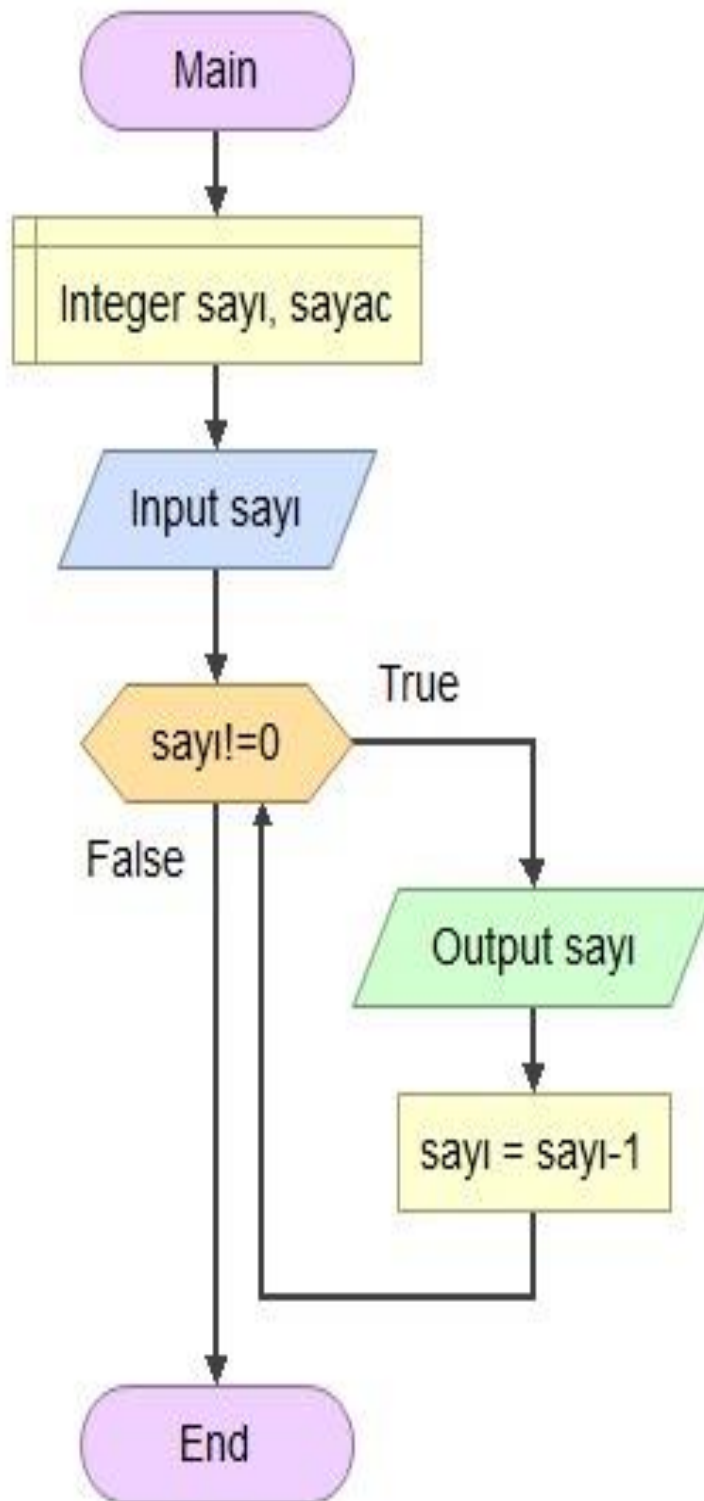 Main
Integer sayı, sayac
Input sayı
sayı!=0
True
False
Output sayı
sayı = sayı-1
End